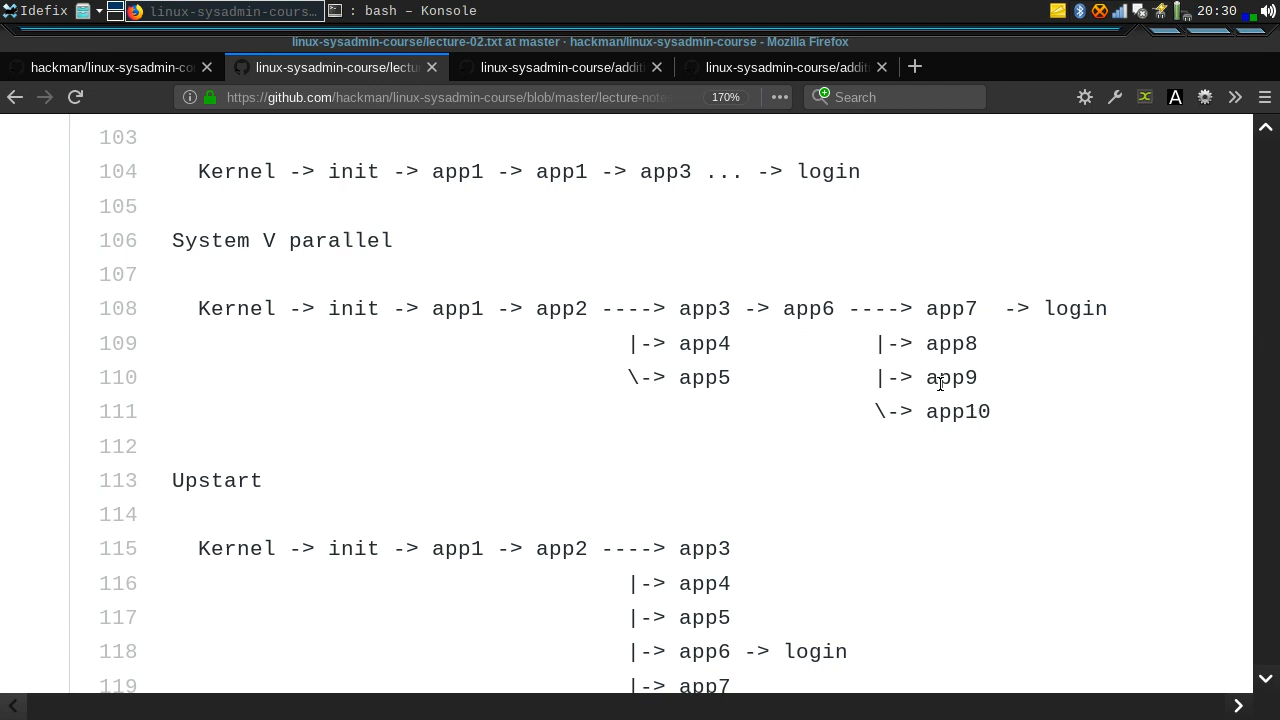 Idefix linux-sysadmin-cours... : bash – Konsole 20:30
linux-sysadmin-course/lecture-02.txt at master · hackman/linux-sysadmin-course - Mozilla Firefox
hackman/linux-sysadmin-co linux-sysadmin-course/lectu linux-sysadmin-course/addit linux-sysadmin-course/addit
https://github.com/hackman/linux-sysadmin-course/blob/master/lecture-note 170% Search A
103
104 Kernel -> init -> app1 -> app1 -> app3 ... -> login
105
106 System V parallel
107
108 Kernel -> init -> app1 -> app2 ----> app3 -> app6 ----> app7 -> login
109 |-> app4 |-> app8
110 \-> app5 |-> app9
111 \-> app10
112
113 Upstart
114
115 Kernel -> init -> app1 -> app2 ----> app3
116 |-> app4
117 |-> app5
118 |-> app6 -> login
119 |-> app7